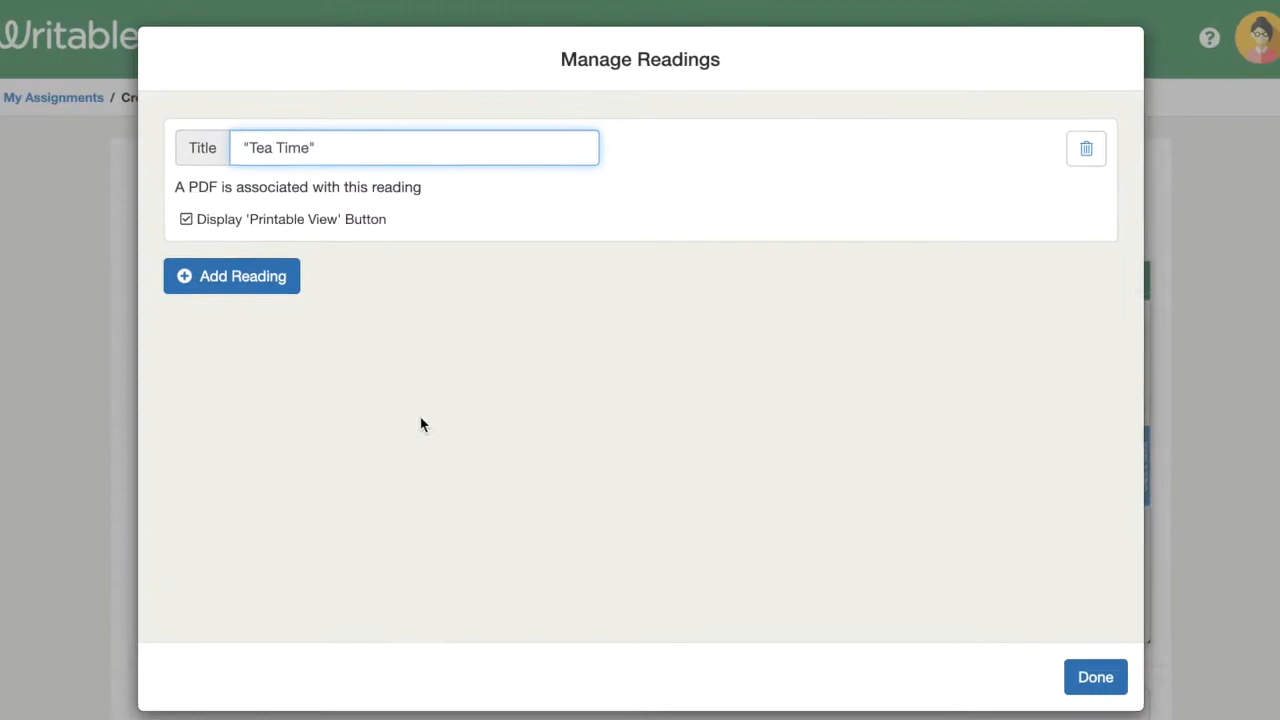 Writable
Manage Readings
?
My Assignments / Cr
Title "Tea Time"
A PDF is associated with this reading
Display 'Printable View' Button
Add Reading
Done